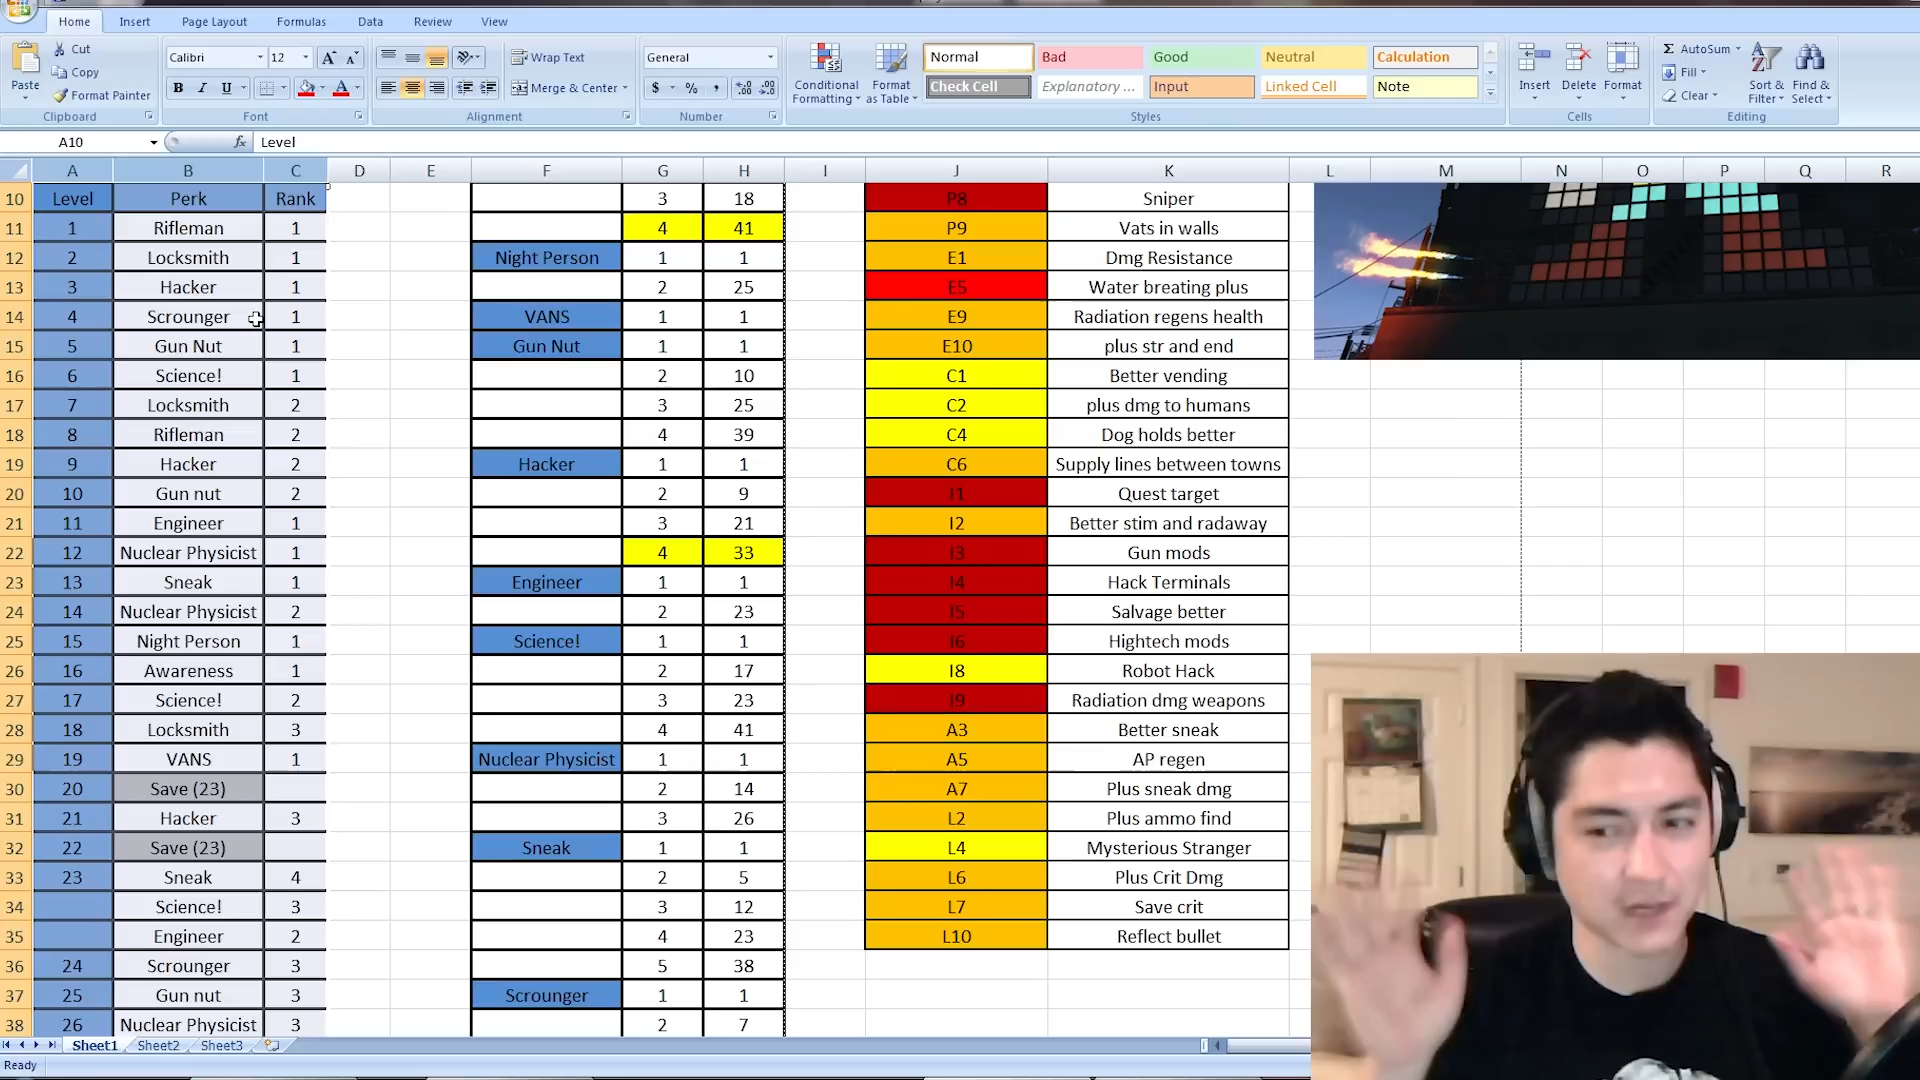 Home Insert Page Layout Formulas Data Review View
Paste Cut Copy Format Painter Clipboard
Calibri 12 A A B I U A Font
Wrap Text Merge & Center Alignment
General $ % , Number
Conditional Formatting Format as Table
Normal Bad Good Neutral Calculation
Check Cell Explanatory ... Input Linked Cell Note
Styles
Insert Delete Format Cells
Σ AutoSum Fill Clear Sort & Filter Find & Select Editing
A10 fx Level
A B C D E F G H I J K L M N O P Q R
10 Level Perk Rank 3 18 P8 Sniper
11 1 Rifleman 1 4 41 P9 Vats in walls
12 2 Locksmith 1 Night Person 1 1 E1 Dmg Resistance
13 3 Hacker 1 2 25 E5 Water breating plus
14 4 Scrounger 1 VANS 1 1 E9 Radiation regens health
15 5 Gun Nut 1 Gun Nut 1 1 E10 plus str and end
16 6 Science! 1 2 10 C1 Better vending
17 7 Locksmith 2 3 25 C2 plus dmg to humans
18 8 Rifleman 2 4 39 C4 Dog holds better
19 9 Hacker 2 Hacker 1 1 C6 Supply lines between towns
20 10 Gun nut 2 2 9 I1 Quest target
21 11 Engineer 1 3 21 I2 Better stim and radaway
22 12 Nuclear Physicist 1 4 33 I3 Gun mods
23 13 Sneak 1 Engineer 1 1 I4 Hack Terminals
24 14 Nuclear Physicist 2 2 23 I5 Salvage better
25 15 Night Person 1 Science! 1 1 I6 Hightech mods
26 16 Awareness 1 2 17 I8 Robot Hack
27 17 Science! 2 3 23 I9 Radiation dmg weapons
28 18 Locksmith 3 4 41 A3 Better sneak
29 19 VANS 1 Nuclear Physicist 1 1 A5 AP regen
30 20 Save (23) 2 14 A7 Plus sneak dmg
31 21 Hacker 3 3 26 L2 Plus ammo find
32 22 Save (23) Sneak 1 1 L4 Mysterious Stranger
33 23 Sneak 4 2 5 L6 Plus Crit Dmg
34 Science! 3 3 12 L7 Save crit
35 Engineer 2 4 23 L10 Reflect bullet
36 24 Scrounger 3 5 38
37 25 Gun nut 3 Scrounger 1 1
38 26 Nuclear Physicist 3 2 7
Sheet1 Sheet2 Sheet3
Ready